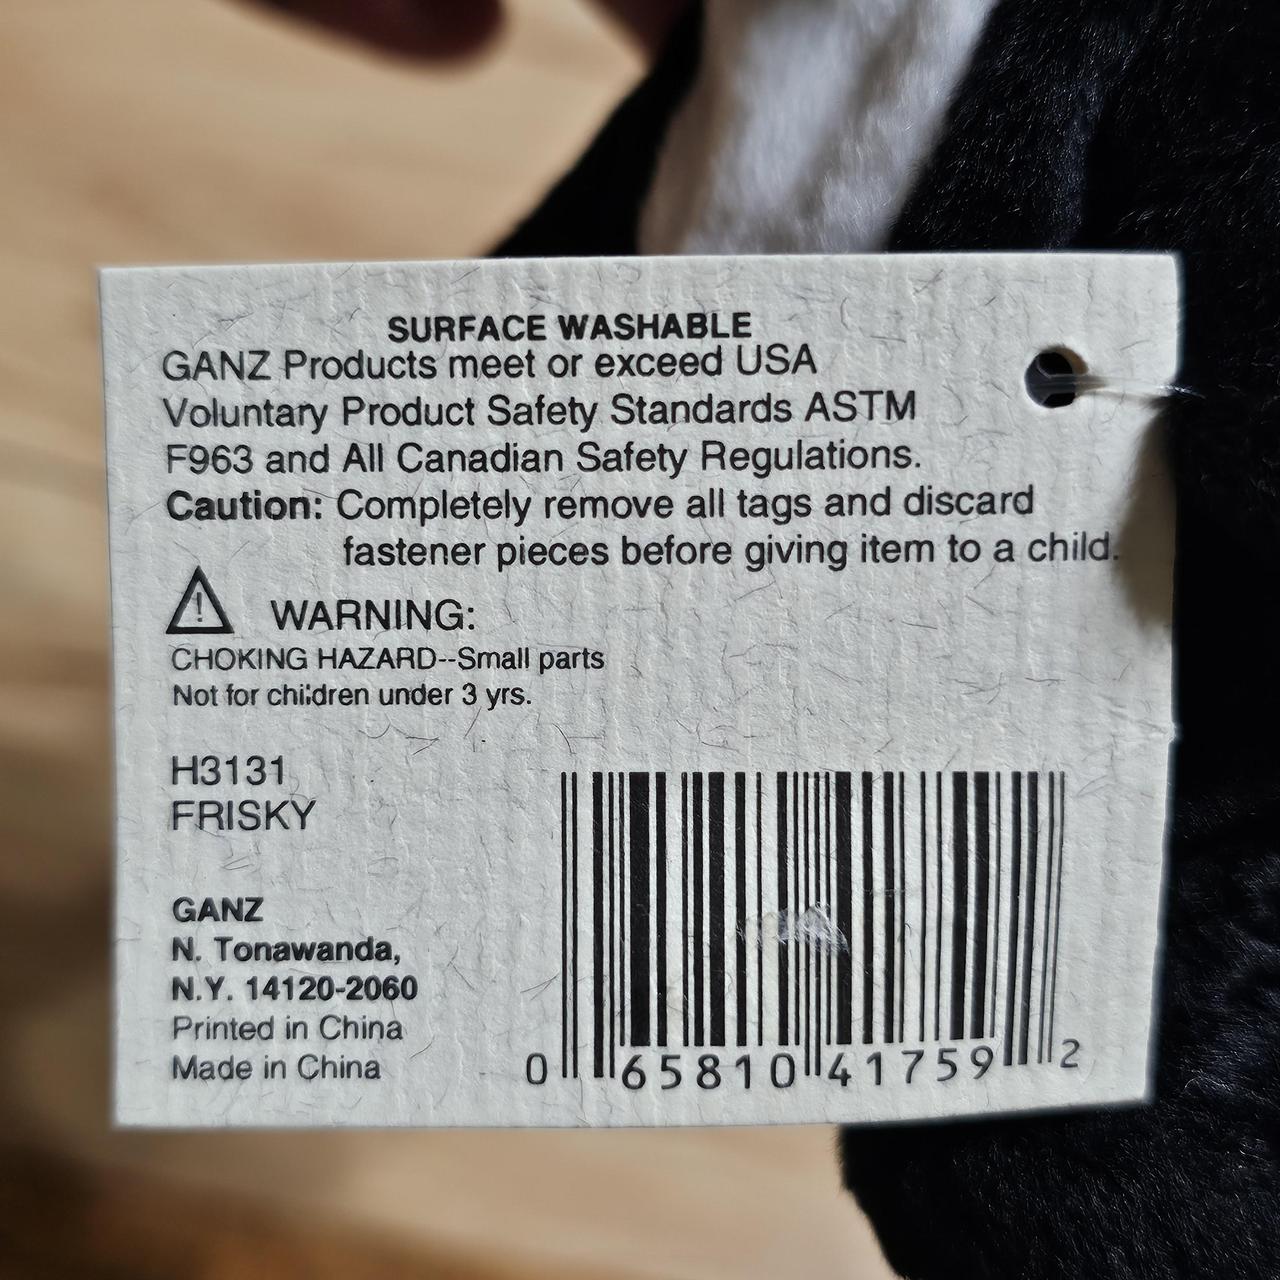 SURFACE WASHABLE
GANZ Products meet or exceed USA
Voluntary Product Safety Standards ASTM
F963 and All Canadian Safety Regulations.
Caution: Completely remove all tags and discard
fastener pieces before giving item to a child.
! WARNING:
CHOKING HAZARD--Small parts
Not for children under 3 yrs.
H3131
FRISKY
GANZ
N. Tonawanda,
N.Y. 14120-2060
Printed in China
Made in China
0 65810 41759 2